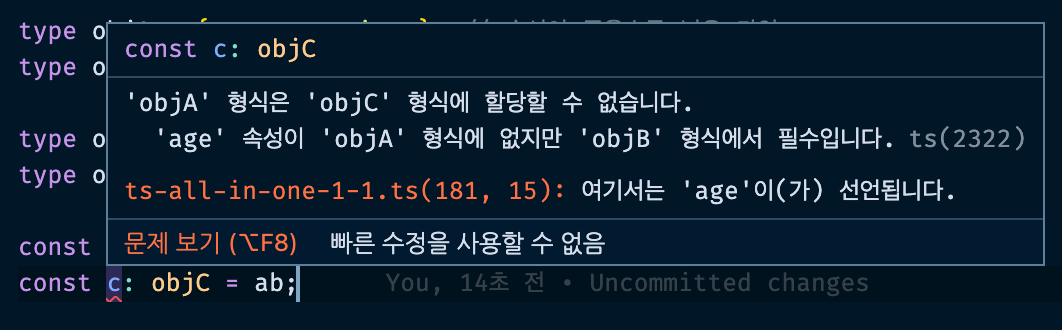 type o
type o
const c: objC
'objA' 형식은 'objC' 형식에 할당할 수 없습니다.
type o
'age' 속성이 'objA' 형식에 없지만 'objB' 형식에서 필수입니다. ts(2322)
type o
ts-all-in-one-1-1.ts(181, 15): 여기서는 'age'이(가) 선언됩니다.
const
문제 보기 (⌥F8) 빠른 수정을 사용할 수 없음
const c: objC = ab; You, 14초 전 • Uncommitted changes